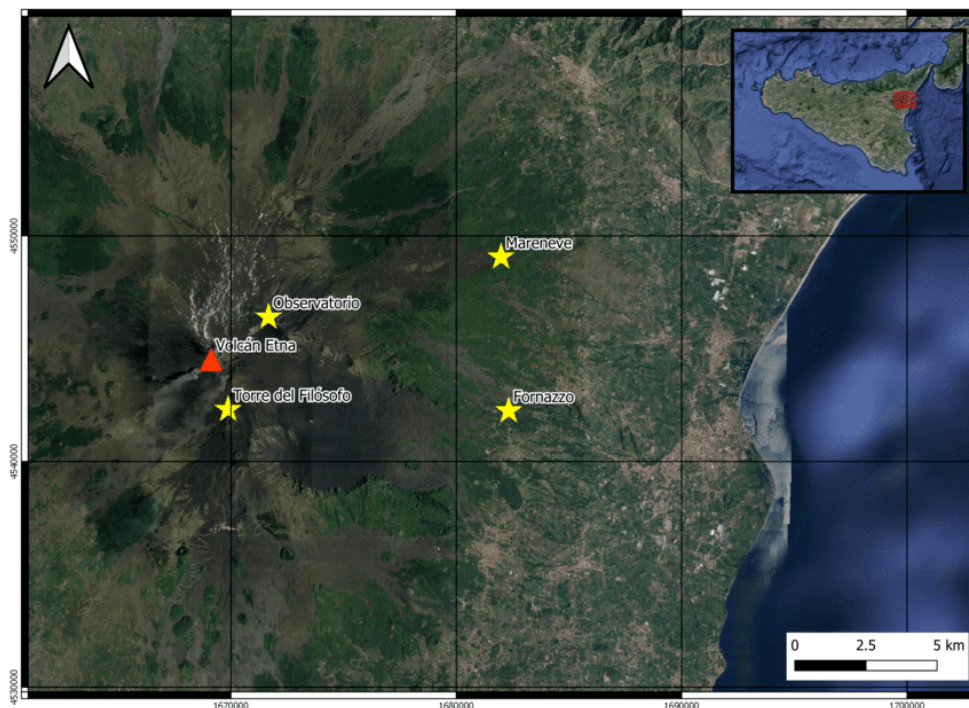 Mareneve
Observatorio
Volcán Etna
Torre del Filósofo
Fornazzo
4550000
4540000
4530000
0 2.5 5 km
1670000 1680000 1690000 1700000